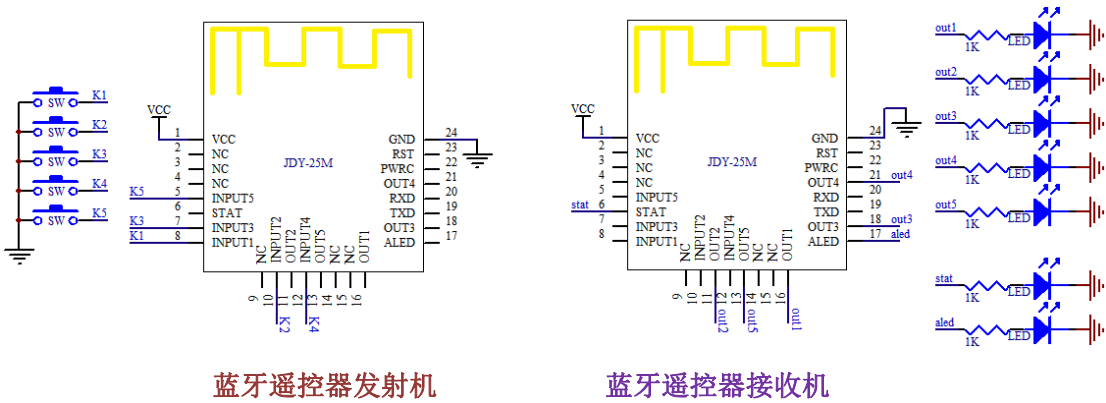 K1
SW
K2
SW
K3
SW
K4
SW
K5
SW
VCC
JDY-25M
1 VCC
2 NC
3 NC
4 NC
K5 5 INPUT5
6 STAT
K3 7 INPUT3
K1 8 INPUT1
GND 24
RST 23
PWRC 22
OUT4 21
RXD 20
TXD 19
OUT3 18
ALED 17
NC 9
INPUT2 10
OUT2 11
INPUT4 12
OUT5 13
NC 14
NC 15
OUT1 16
K2
K4
蓝牙遥控器发射机
VCC
JDY-25M
1 VCC
2 NC
3 NC
4 NC
5 INPUT5
stat 6 STAT
7 INPUT3
8 INPUT1
GND 24
RST 23
PWRC 22
OUT4 21 out4
RXD 20
TXD 19
OUT3 18 out3
ALED 17 aled
NC 9
INPUT2 10
OUT2 11
INPUT4 12
OUT5 13
NC 14
NC 15
OUT1 16
out2
out5
out1
蓝牙遥控器接收机
out1
1K LED
out2
1K LED
out3
1K LED
out4
1K LED
out5
1K LED
stat
1K LED
aled
1K LED